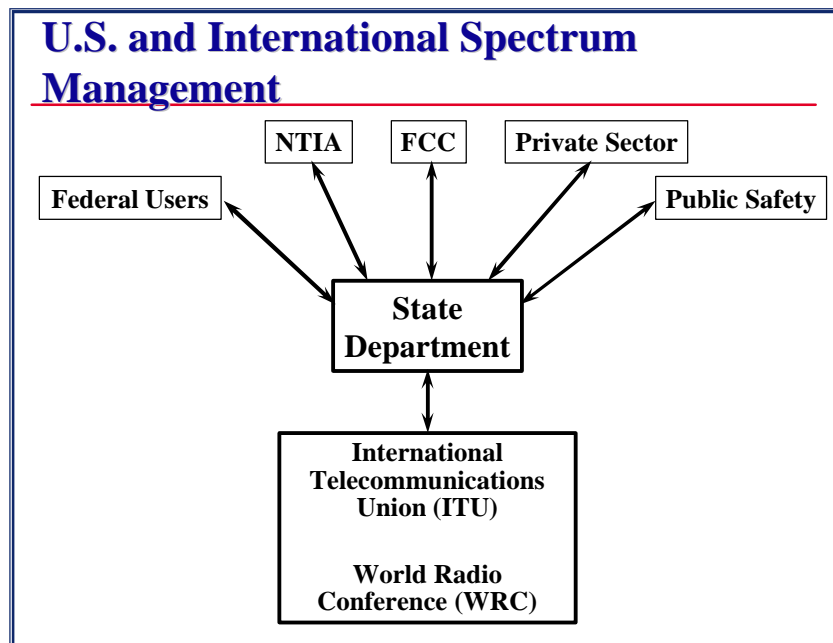 U.S. and International Spectrum
Management
NTIA
FCC
Private Sector
Federal Users
Public Safety
State
Department
International
Telecommunications
Union (ITU)
World Radio
Conference (WRC)